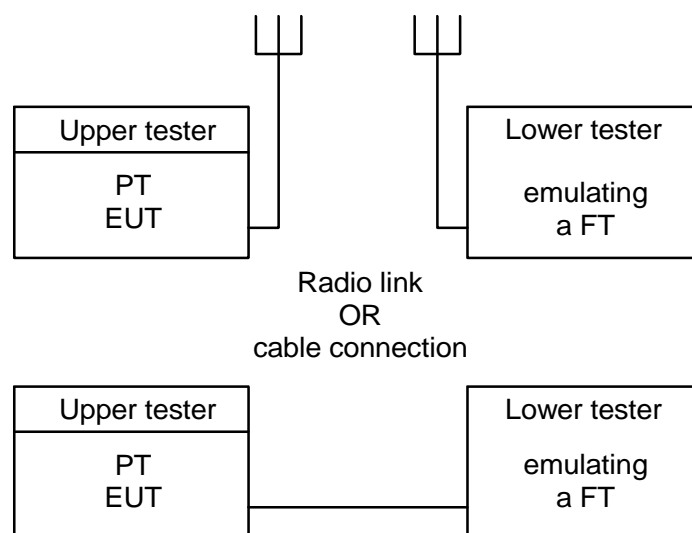 Upper tester
PT
EUT
Lower tester
emulating
a FT
Radio link
OR
cable connection
Upper tester
PT
EUT
Lower tester
emulating
a FT